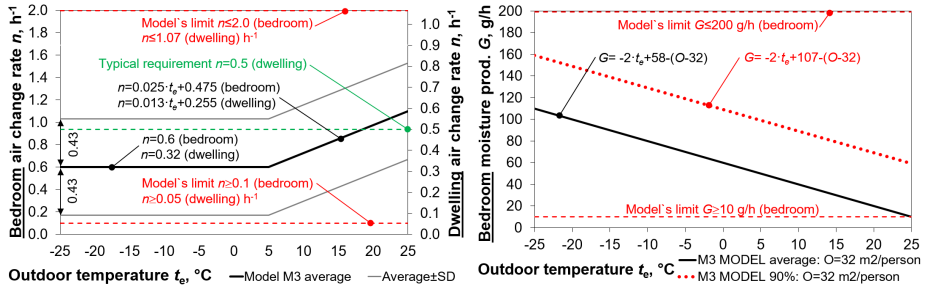 Bedroom air change rate n, h-1
2.0
1.8
1.6
1.4
1.2
1.0
0.8
0.6
0.4
0.2
0.0
Model`s limit n≤2.0 (bedroom)
n≤1.07 (dwelling) h-1
Typical requirement n=0.5 (dwelling)
n=0.025·te+0.475 (bedroom)
n=0.013·te+0.255 (dwelling)
0.43
n=0.6 (bedroom)
n=0.32 (dwelling)
0.43
Model`s limit n≥0.1 (bedroom)
n≥0.05 (dwelling) h-1
1.0
0.9
0.8
0.7
0.6
0.5
0.4
0.3
0.2
0.1
0.0
Dwelling air change rate n, h-1
-25 -20 -15 -10 -5 0 5 10 15 20 25
Outdoor temperature te, °C
Model M3 average
Average±SD
Bedroom moisture prod. G, g/h
200
180
160
140
120
100
80
60
40
20
0
Model`s limit G≤200 g/h (bedroom)
G= -2·te+58-(O-32)
G= -2·te+107-(O-32)
Model`s limit G≥10 g/h (bedroom)
-25 -20 -15 -10 -5 0 5 10 15 20 25
Outdoor temperature te, °C
M3 MODEL average: O=32 m2/person
M3 MODEL 90%: O=32 m2/person